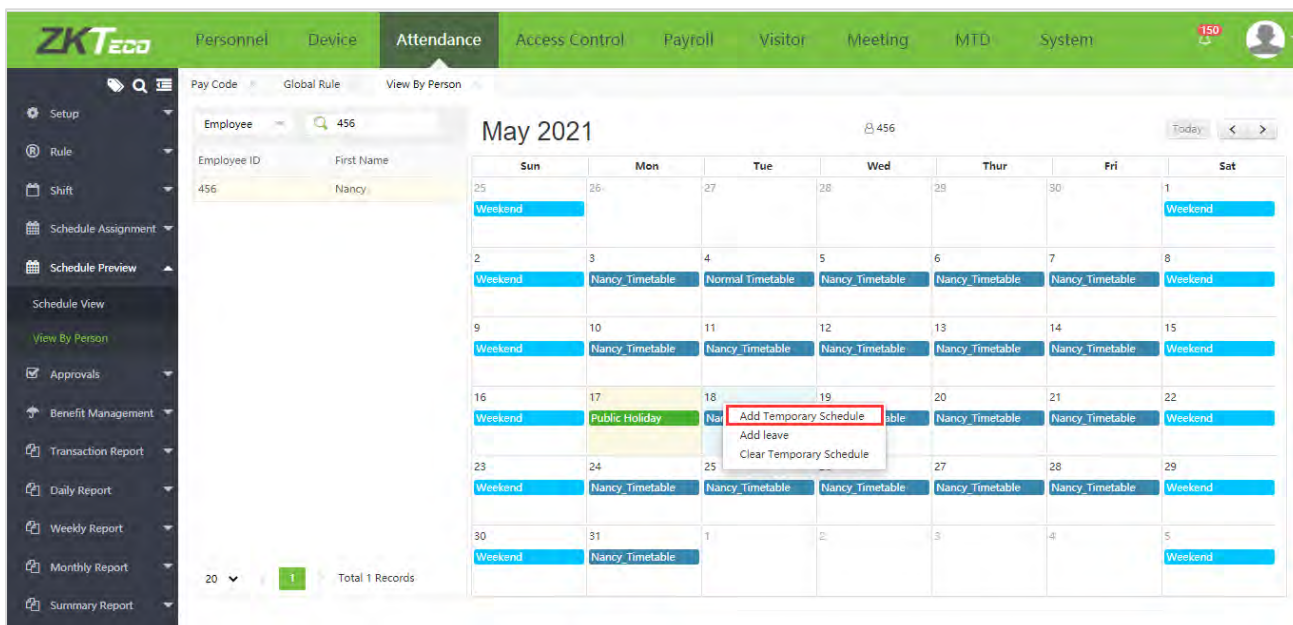 ZKTECO Personnel Device Attendance Access Control Payroll Visitor Meeting MTD System 150
Pay Code Global Rule View By Person
Setup
Rule
Shift
Schedule Assignment
Schedule Preview
Schedule View
View By Person
Approvals
Benefit Management
Transaction Report
Daily Report
Weekly Report
Monthly Report
Summary Report
Employee 456
Employee ID First Name
456 Nancy
20 1 Total 1 Records
May 2021 456 Today < >
Sun Mon Tue Wed Thur Fri Sat
25 26 27 28 29 30 1
Weekend Weekend
2 3 4 5 6 7 8
Weekend Nancy_Timetable Normal Timetable Nancy_Timetable Nancy_Timetable Nancy_Timetable Weekend
9 10 11 12 13 14 15
Weekend Nancy_Timetable Nancy_Timetable Nancy_Timetable Nancy_Timetable Nancy_Timetable Weekend
16 17 18 19 20 21 22
Weekend Public Holiday Nan able Nancy_Timetable Nancy_Timetable Weekend
Add Temporary Schedule
Add leave
Clear Temporary Schedule
23 24 25 27 28 29
Weekend Nancy_Timetable Nancy_Timetable Nancy_Timetable Nancy_Timetable Nancy_Timetable Weekend
30 31 1 2 3 4 5
Weekend Nancy_Timetable Weekend